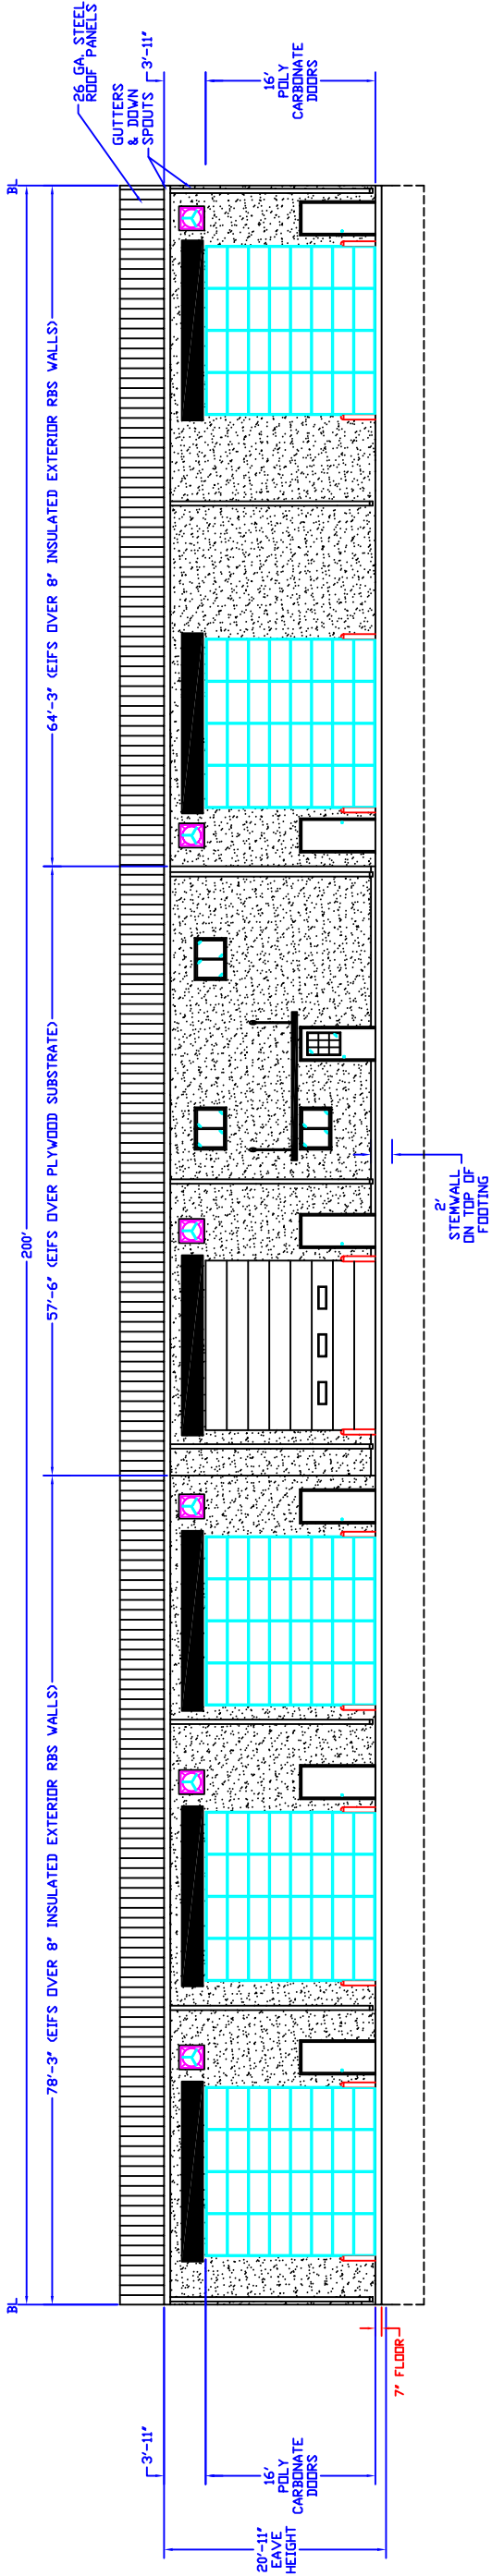 BL
BL
200'
78'-3" (EIFS OVER 8" INSULATED EXTERIOR RBS WALLS)
57'-6" (EIFS OVER PLYWOOD SUBSTRATE)
64'-3" (EIFS OVER 8" INSULATED EXTERIOR RBS WALLS)
26 GA. STEEL
ROOF PANELS
GUTTERS
& DOWN
SPOUTS
3'-11"
3'-11"
16'
POLY
CARBONATE
DOORS
16'
POLY
CARBONATE
DOORS
20'-11"
EAVE
HEIGHT
7" FLOOR
2'
STEMWALL
ON TOP OF
FOOTING